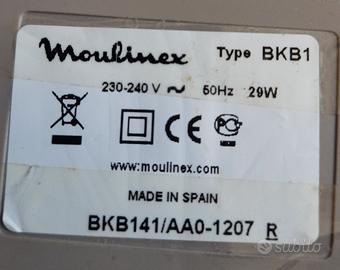 Moulinex Type BKB1
230-240 V ~ 50Hz 29W
CE
www.moulinex.com
MADE IN SPAIN
BKB141/AA0-1207 R
subito